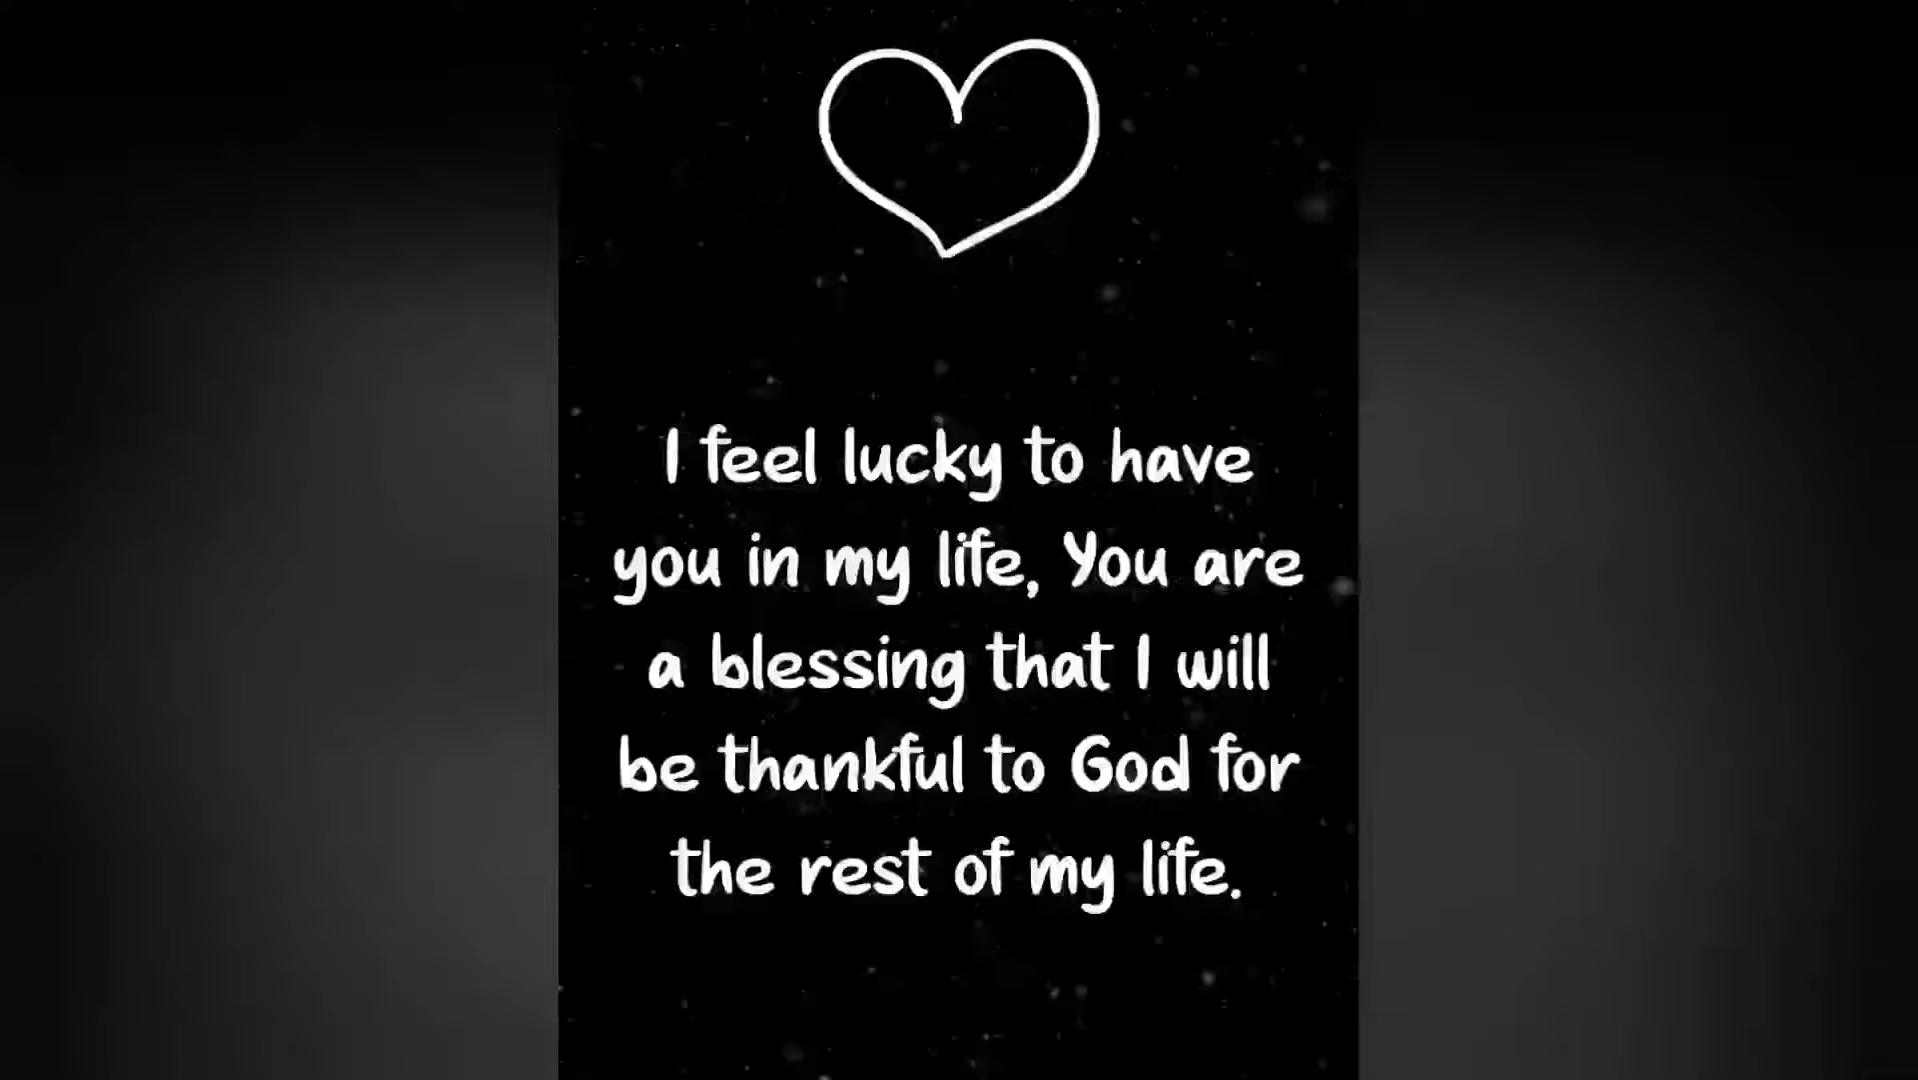 I feel lucky to have
you in my life, You are
a blessing that I will
be thankful to God for
the rest of my life.